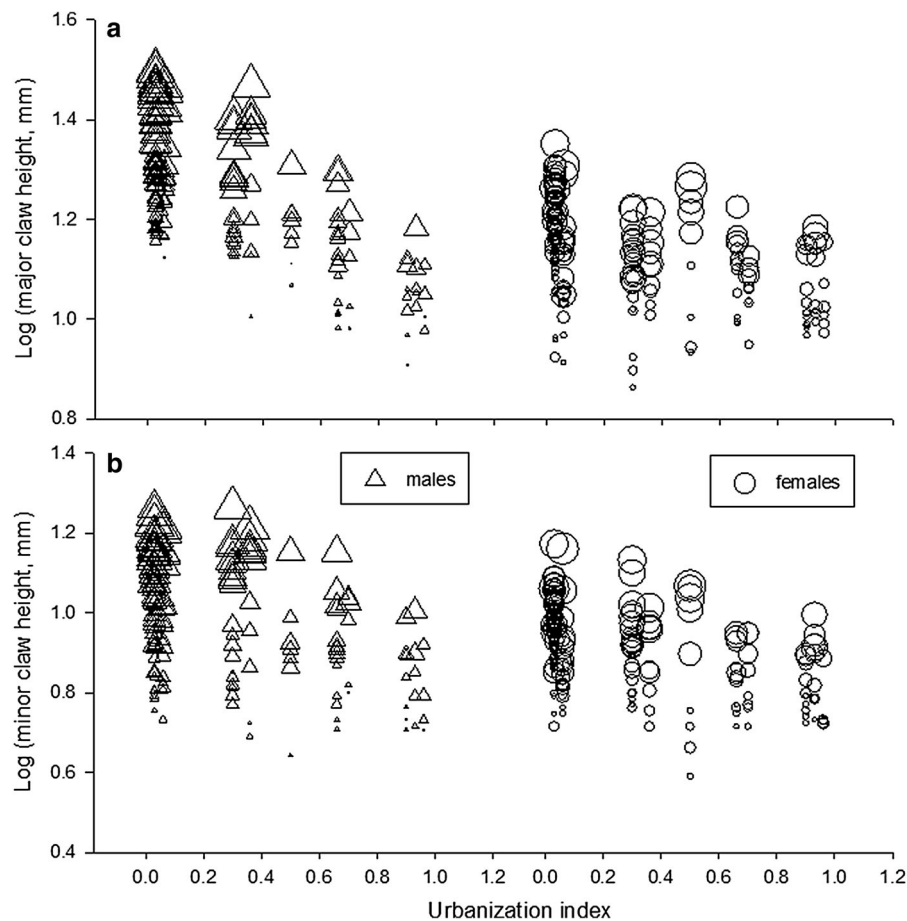 a
Log (major claw height, mm)
1.6
1.4
1.2
1.0
0.8
b
males
females
Log (minor claw height, mm)
1.4
1.2
1.0
0.8
0.6
0.4
0.0 0.2 0.4 0.6 0.8 1.0 0.0 0.2 0.4 0.6 0.8 1.0 1.2
Urbanization index